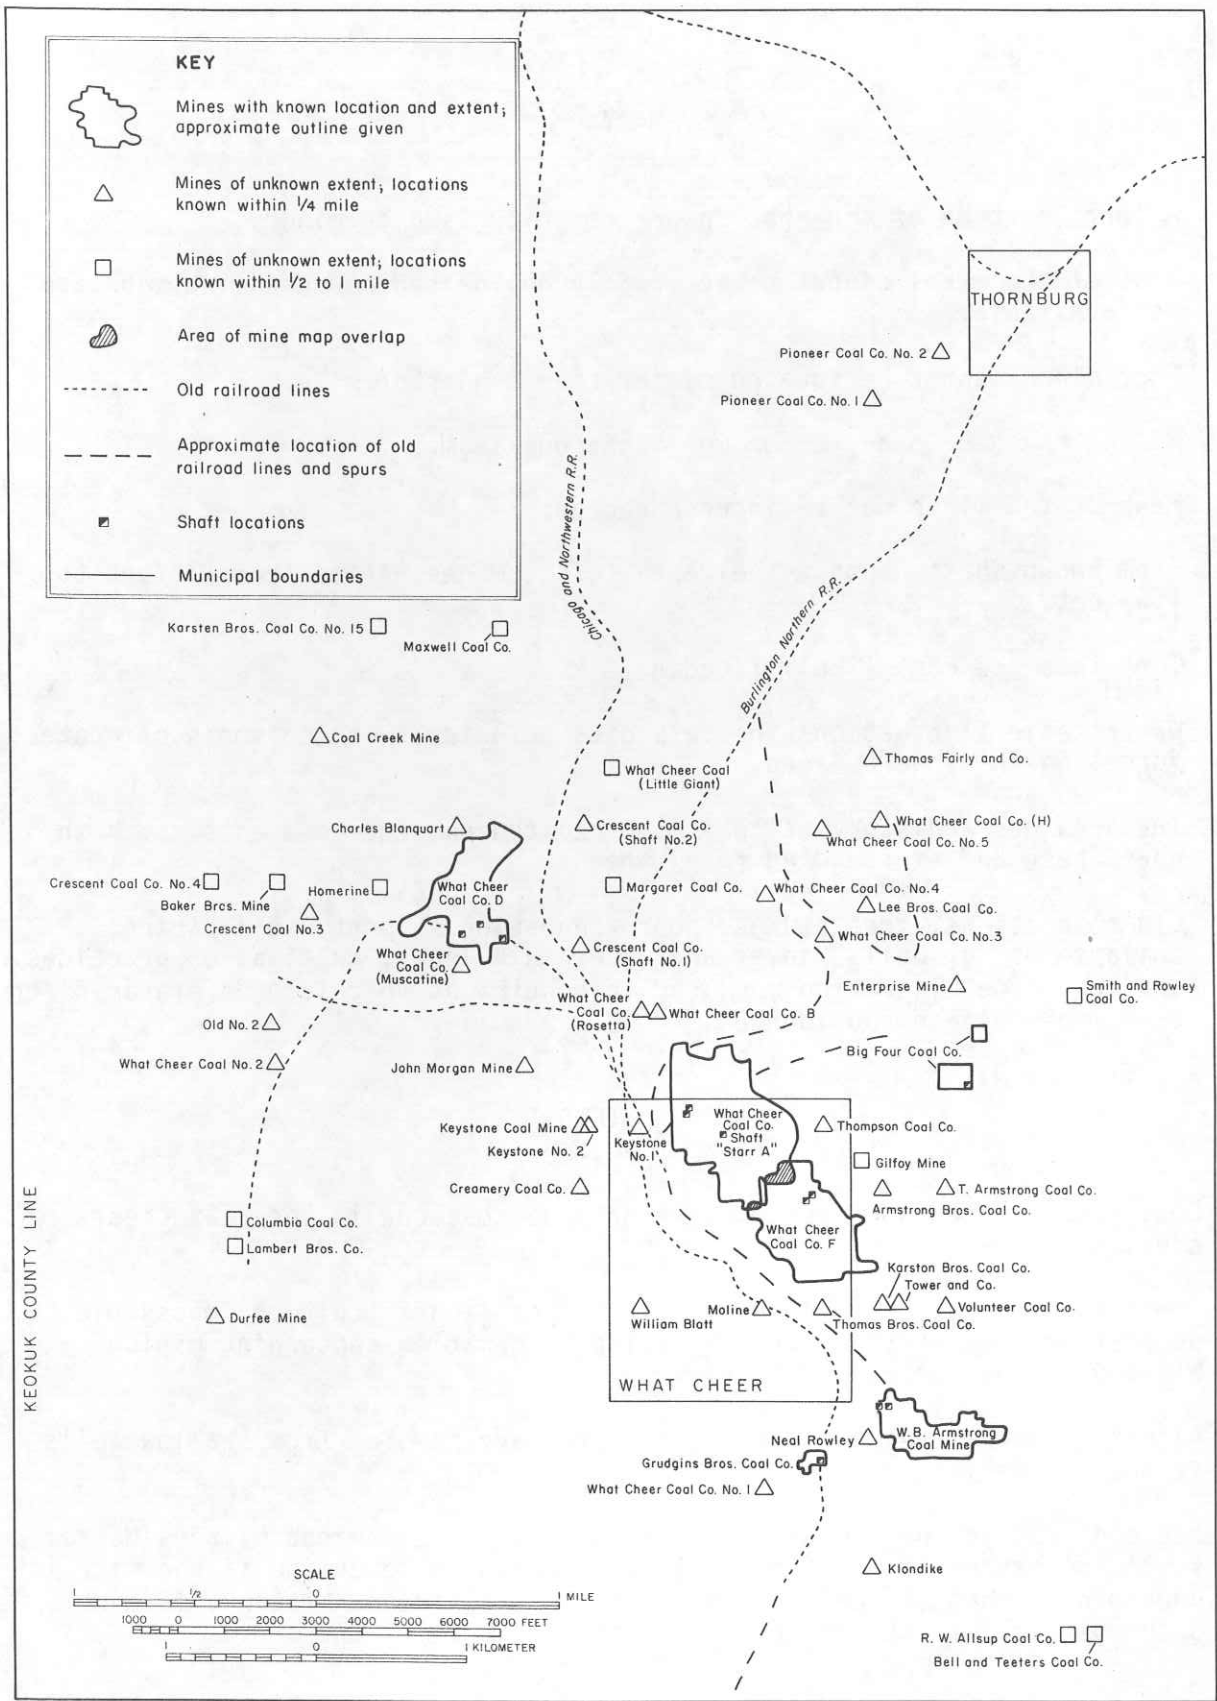 KEY
Mines with known location and extent;
approximate outline given
Mines of unknown extent; locations
known within 1/4 mile
Mines of unknown extent; locations
known within 1/2 to 1 mile
Area of mine map overlap
Old railroad lines
Approximate location of old
railroad lines and spurs
Shaft locations
Municipal boundaries
THORNBURG
Pioneer Coal Co. No. 2
Pioneer Coal Co. No. 1
Chicago and Northwestern R.R.
Burlington Northern R.R.
Karsten Bros. Coal Co. No. 15
Maxwell Coal Co.
Coal Creek Mine
Thomas Fairly and Co.
What Cheer Coal
(Little Giant)
Charles Blanquart
Crescent Coal Co.
(Shaft No. 2)
What Cheer Coal Co. (H)
What Cheer Coal Co. No. 5
Crescent Coal Co. No. 4
Baker Bros. Mine
Homerine
What Cheer
Coal Co. D
Margaret Coal Co.
What Cheer Coal Co. No. 4
Lee Bros. Coal Co.
Crescent Coal No. 3
What Cheer Coal Co. No. 3
What Cheer
Coal Co.
(Muscatine)
Crescent Coal Co.
(Shaft No. 1)
Enterprise Mine
Smith and Rowley
Coal Co.
What Cheer
Coal Co.
(Rosetta)
What Cheer Coal Co. B
Old No. 2
Big Four Coal Co.
What Cheer Coal No. 2
John Morgan Mine
What Cheer
Coal Co.
Shaft
"Starr A"
Keystone Coal Mine
Keystone No. 2
Keystone
No. 1
Thompson Coal Co.
Gilfoy Mine
Creamery Coal Co.
T. Armstrong Coal Co.
Armstrong Bros. Coal Co.
Columbia Coal Co.
Lambert Bros. Co.
What Cheer
Coal Co. F
Karston Bros. Coal Co.
Tower and Co.
Durfee Mine
William Blatt
Moline
Thomas Bros. Coal Co.
Volunteer Coal Co.
KEOKUK COUNTY LINE
WHAT CHEER
W. B. Armstrong
Coal Mine
Neal Rowley
Grudgins Bros. Coal Co.
What Cheer Coal Co. No. 1
Klondike
R. W. Allsup Coal Co.
Bell and Teeters Coal Co.
SCALE
1 1/2 0 1 MILE
1000 0 1000 2000 3000 4000 5000 6000 7000 FEET
1 0 1 KILOMETER